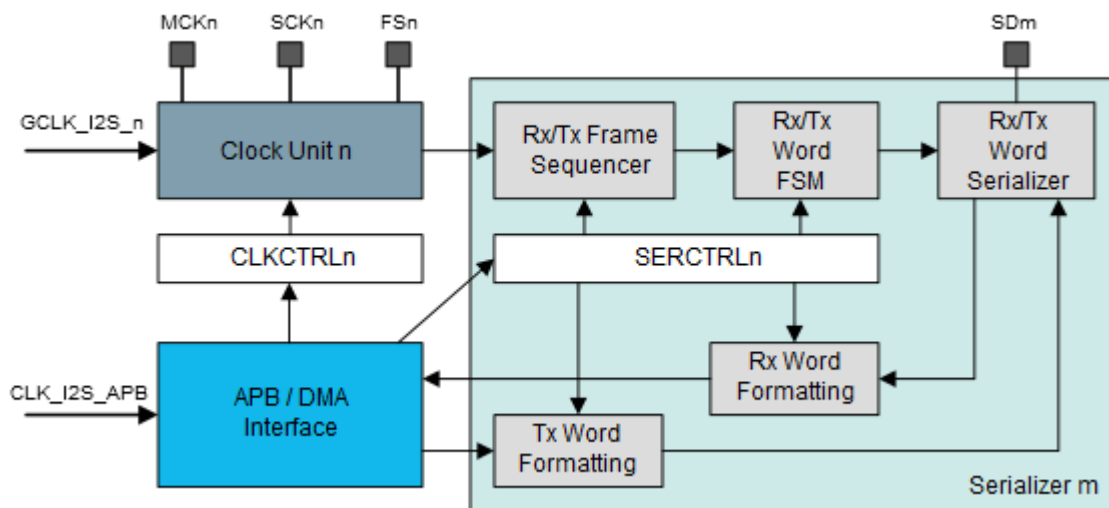 MCKn
SCKn
FSn
SDm
GCLK_I2S_n
Clock Unit n
Rx/Tx Frame
Sequencer
Rx/Tx
Word
FSM
Rx/Tx
Word
Serializer
CLKCTRLn
SERCTRLn
CLK_I2S_APB
APB / DMA
Interface
Rx Word
Formatting
Tx Word
Formatting
Serializer m